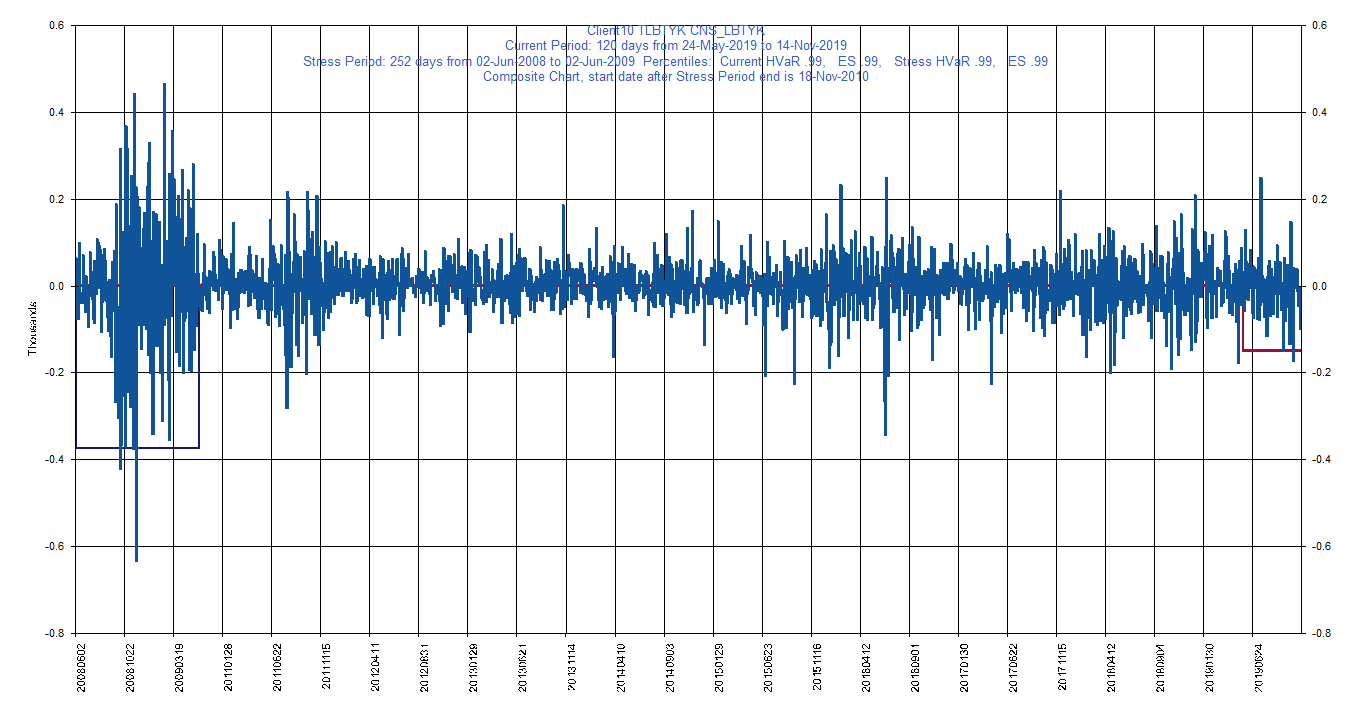 Client10 TLBTYK CNS_LBTYK
Current Period: 120 days from 24-May-2019 to 14-Nov-2019
Stress Period: 252 days from 02-Jun-2008 to 02-Jun-2009 Percentiles: Current HVaR .99, ES .99, Stress HVaR .99, ES .99
Composite Chart, start date after Stress Period end is 18-Nov-2010
0.6 0.6
0.4 0.4
0.2 0.2
0.0 0.0
-0.2 -0.2
-0.4 -0.4
-0.6 -0.6
-0.8 -0.8
Thousands
20080602 20081022 20090319 20110128 20110622 20111115 20120411 20120831 20130129 20130621 20131114 20140410 20140903 20150129 20150623 20151116 20160412 20160901 20170130 20170622 20171115 20180412 20180904 20190130 20190624